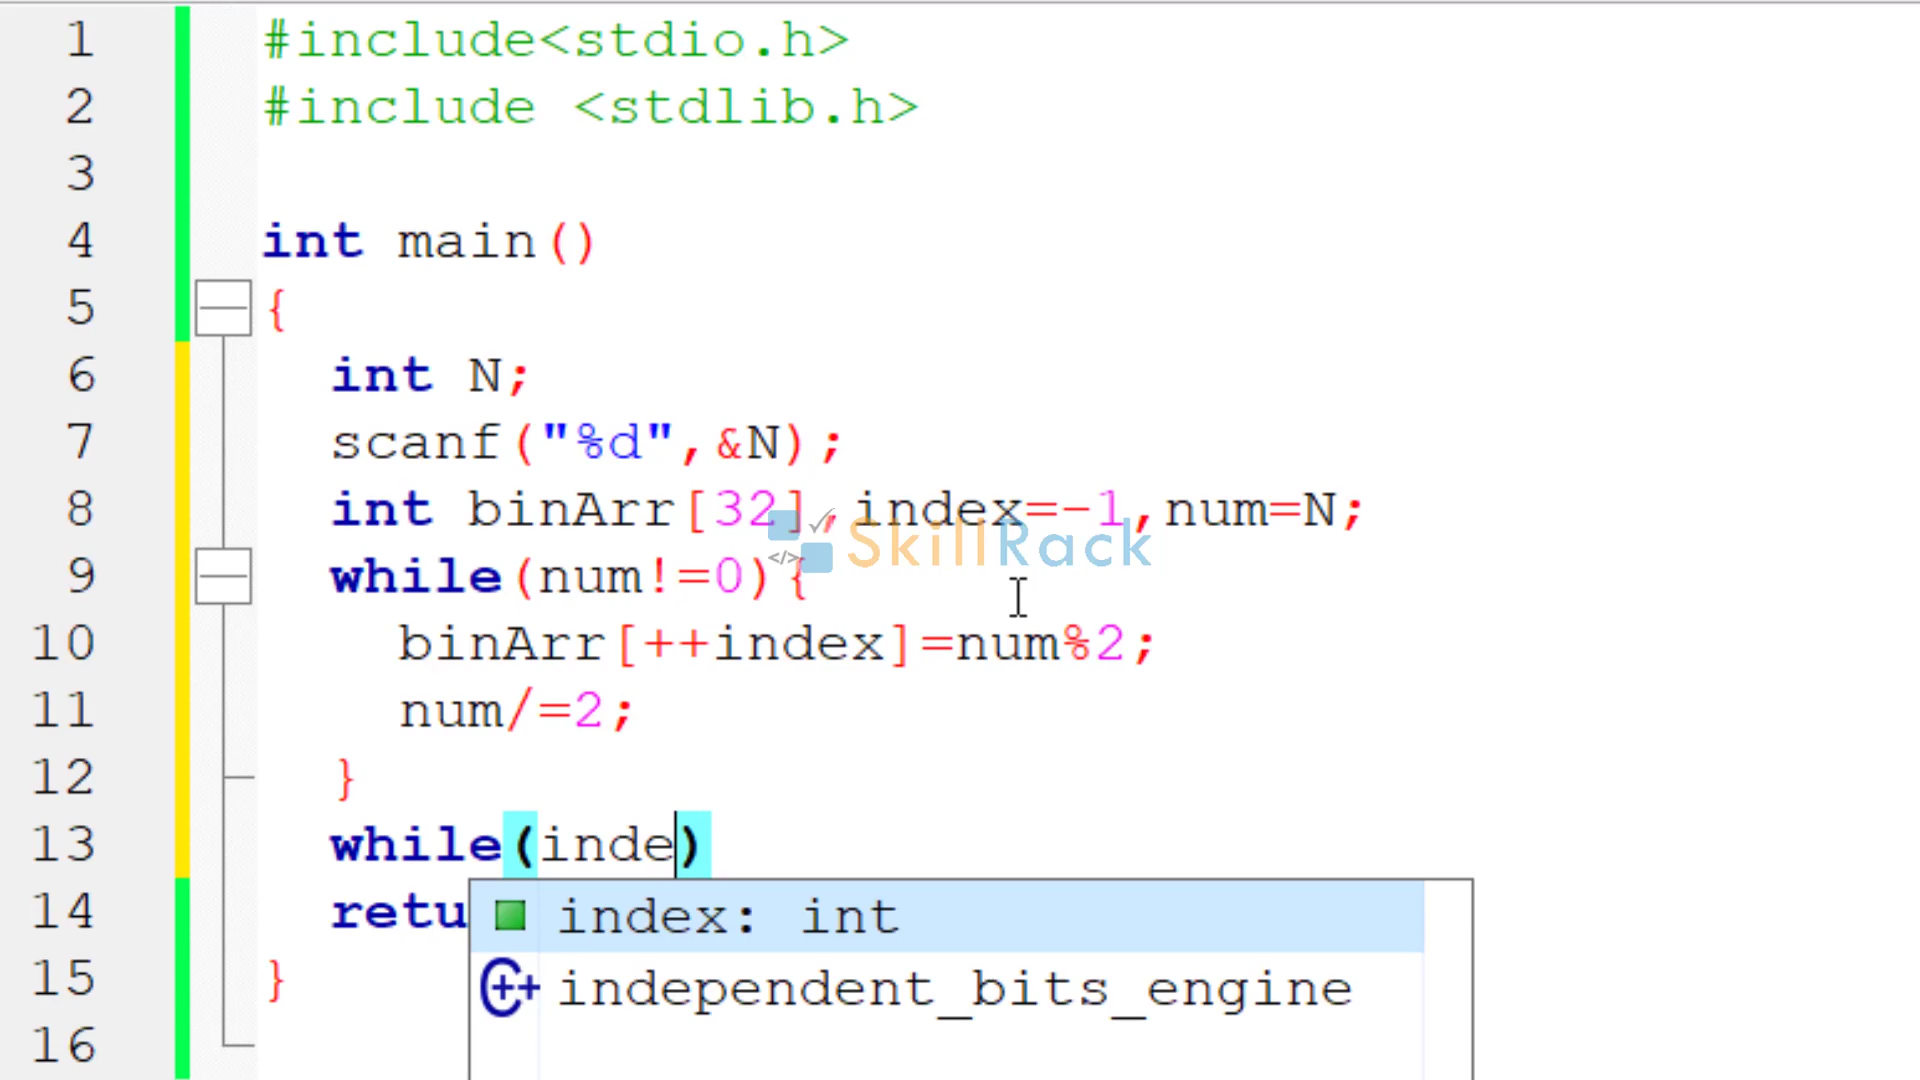 1 #include<stdio.h>
2 #include <stdlib.h>
3
4 int main()
5 {
6 int N;
7 scanf("%d",&N);
8 int binArr[32],index=-1,num=N;
SkillRack
9 while(num!=0){
10 binArr[++index]=num%2;
11 num/=2;
12 }
13 while(inde)
14 retu
index: int
15 }
independent_bits_engine
16